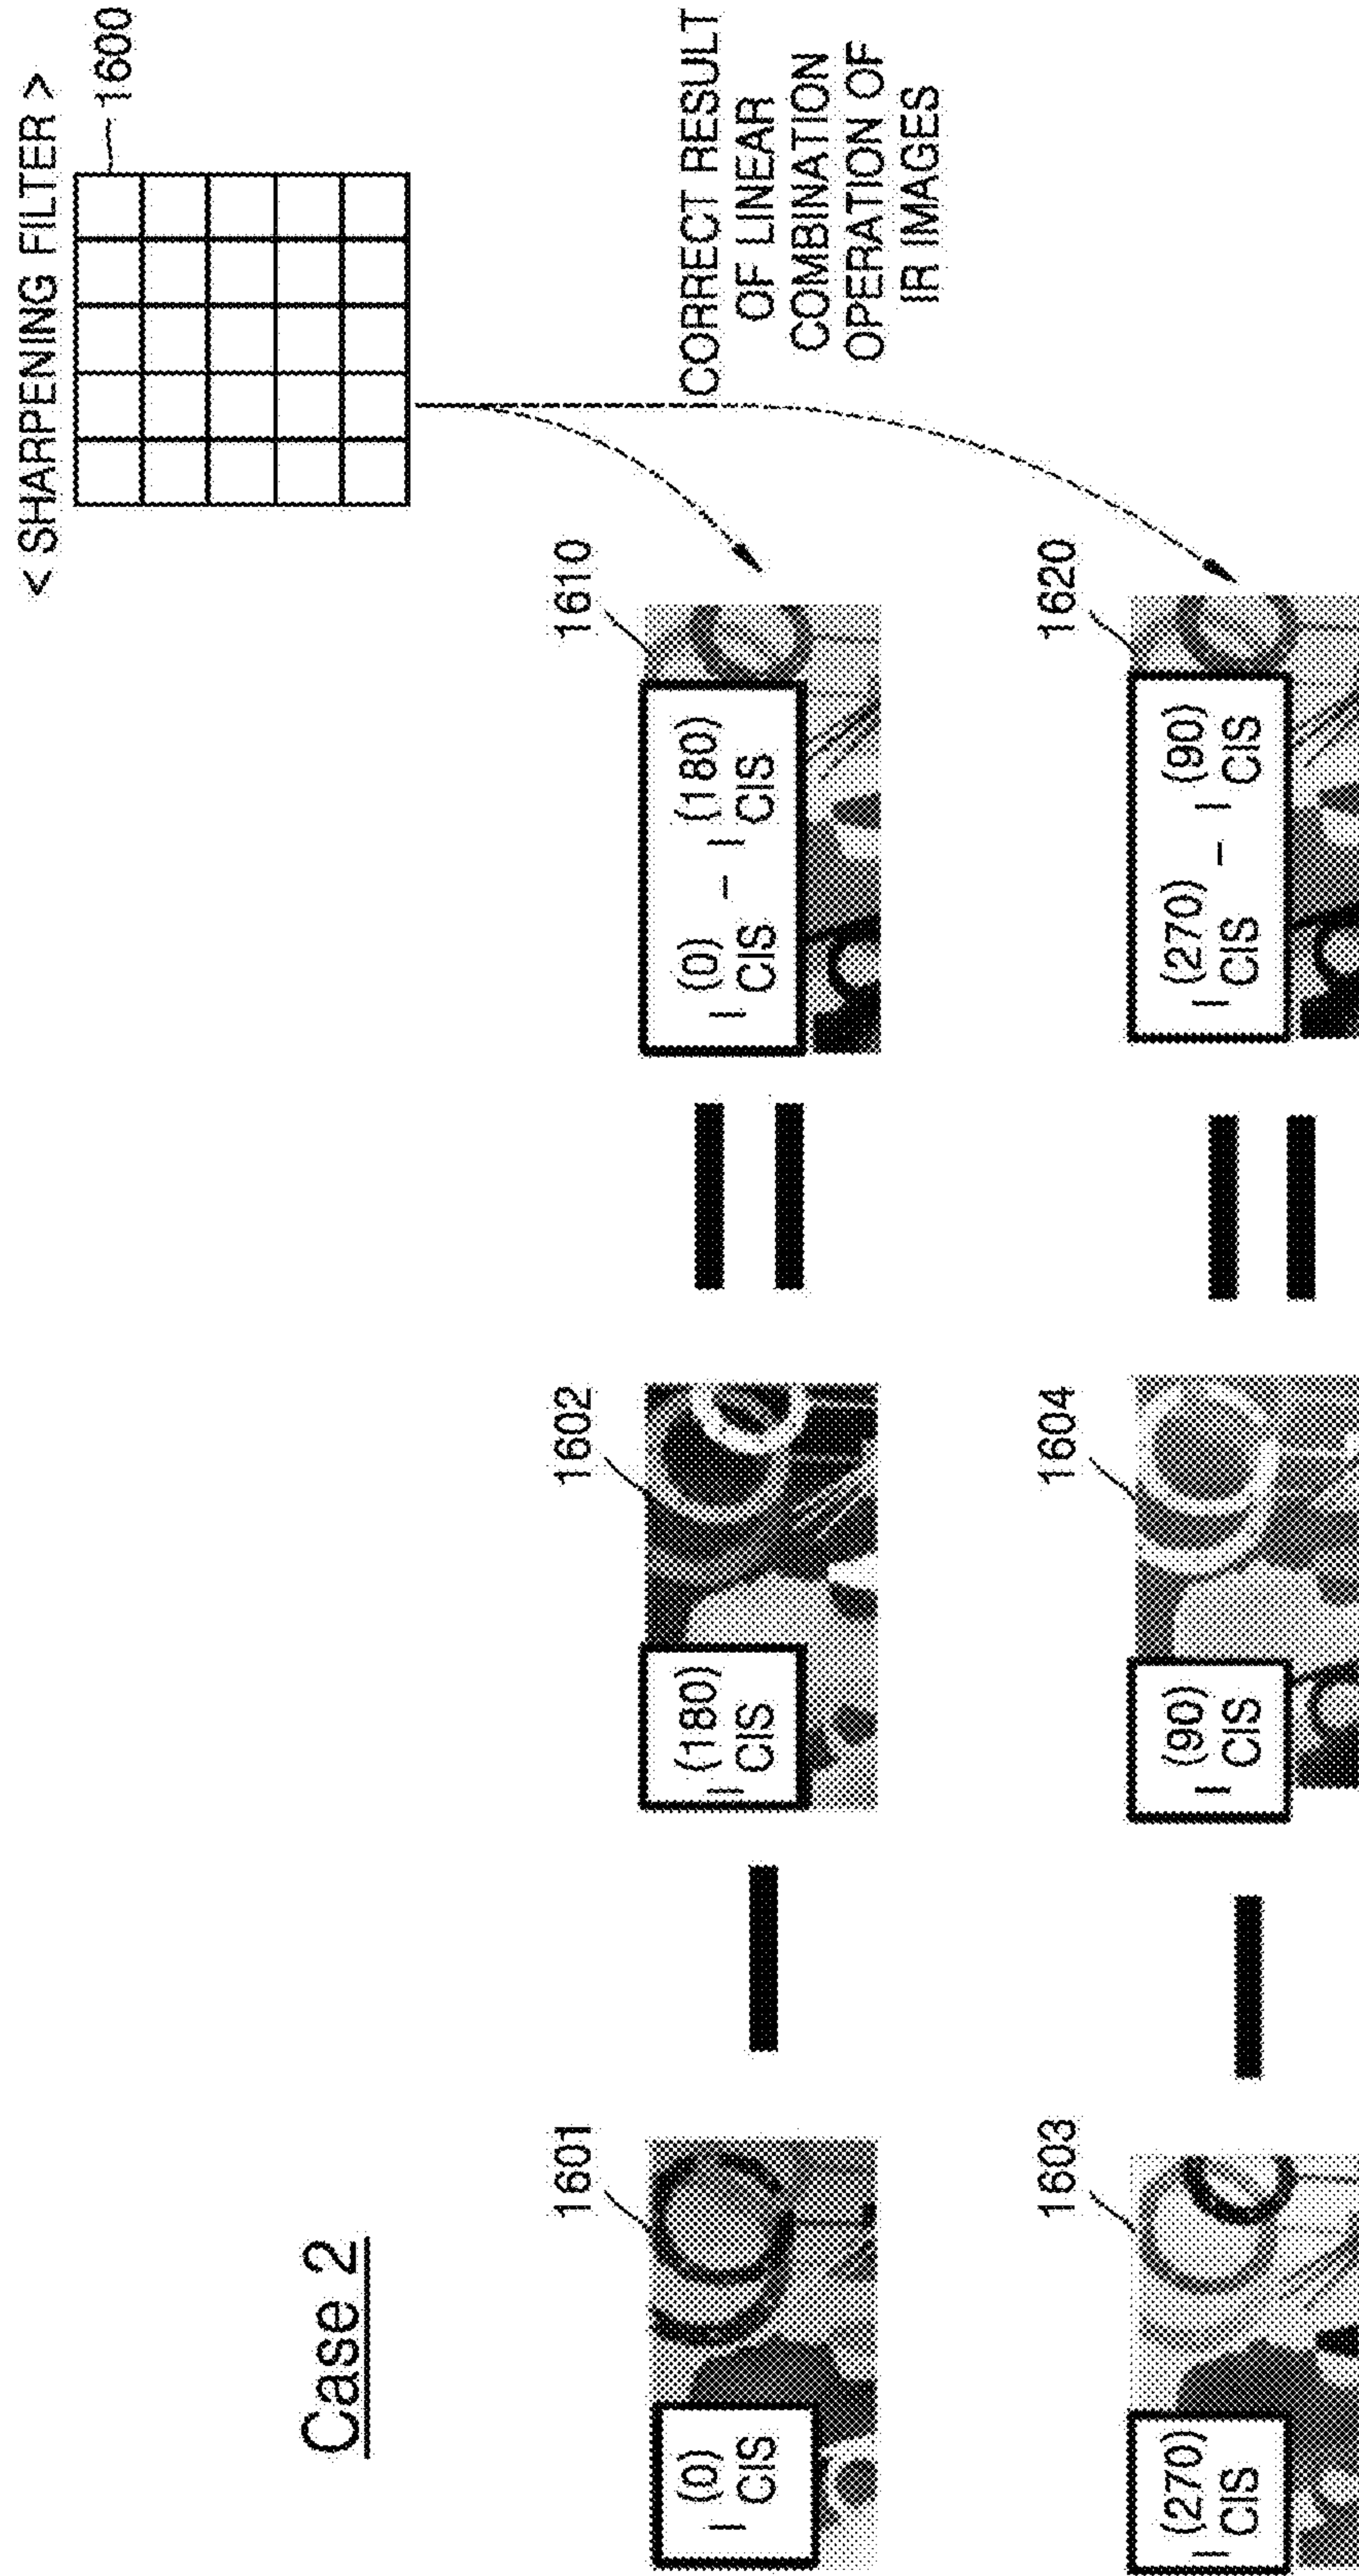 Case 2
< SHARPENING FILTER >
1600
CORRECT RESULT
OF LINEAR
COMBINATION
OPERATION OF
IR IMAGES
1601
1602
1610
I (0) CIS
I (180) CIS
I (0) CIS - I (180) CIS
1603
1604
1620
I (270) CIS
I (90) CIS
I (270) CIS - I (90) CIS